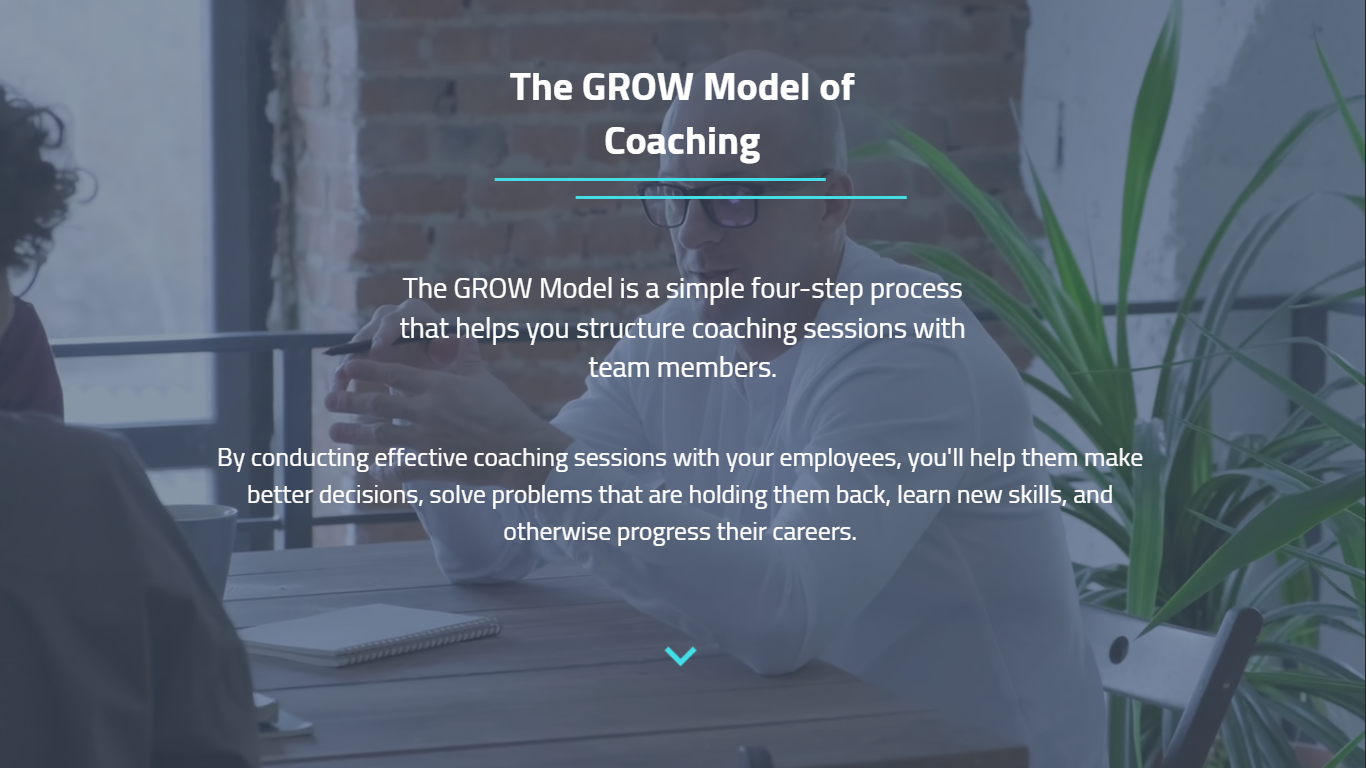 The GROW Model of
Coaching
The GROW Model is a simple four-step process
that helps you structure coaching sessions with
team members.
By conducting effective coaching sessions with your employees, you'll help them make
better decisions, solve problems that are holding them back, learn new skills, and
otherwise progress their careers.